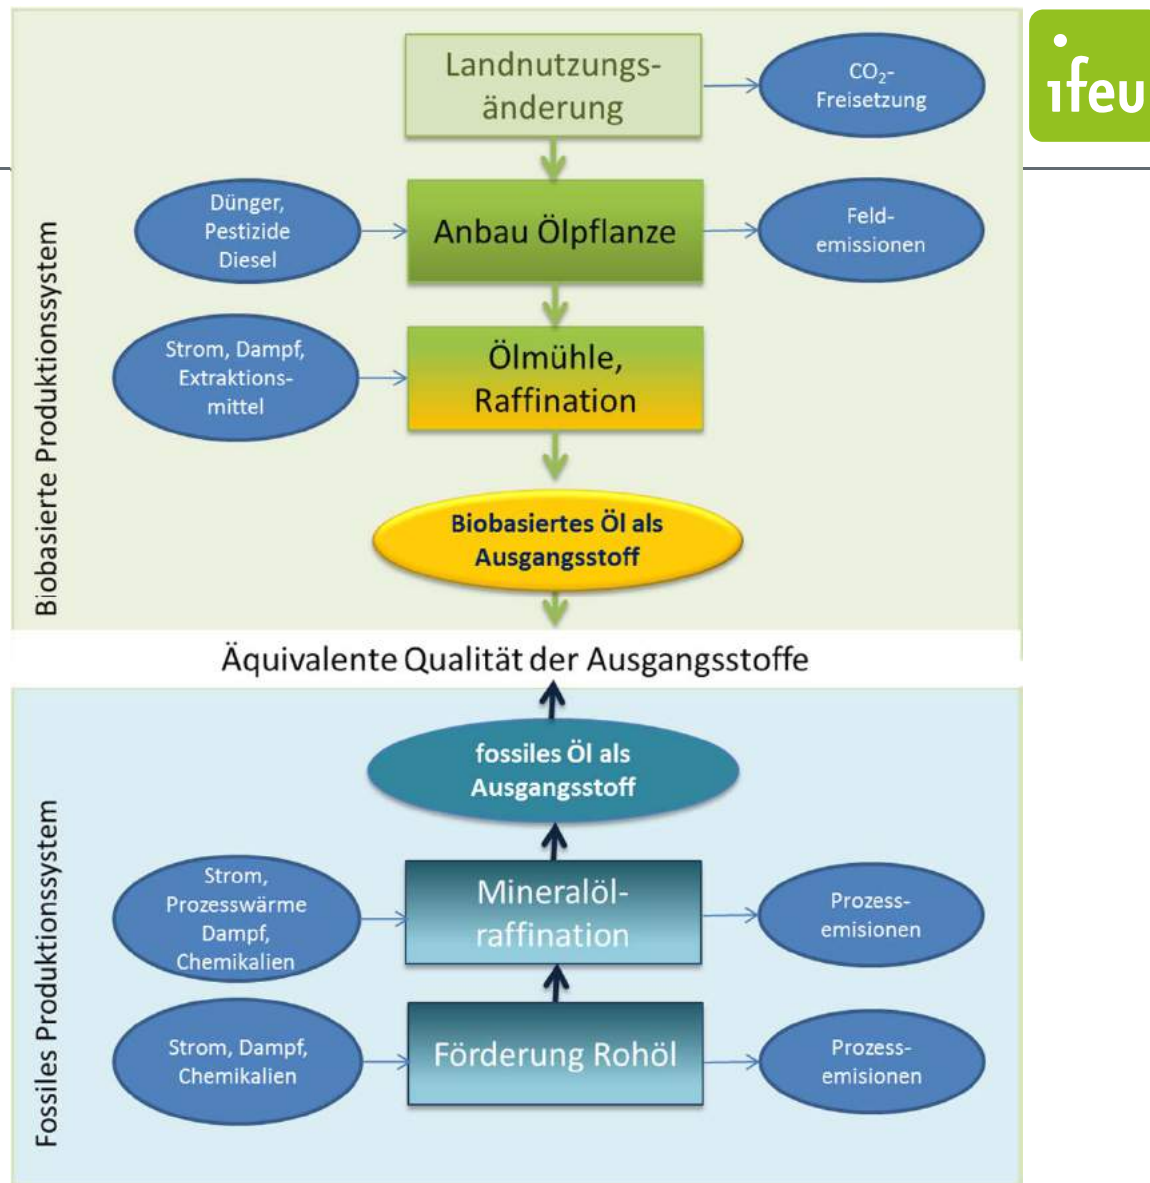 ifeu
Biobasierte Produktionssystem
Landnutzungs-
änderung
CO₂-
Freisetzung
Dünger,
Pestizide
Diesel
Anbau Ölpflanze
Feld-
emissionen
Strom, Dampf,
Extraktions-
mittel
Ölmühle,
Raffination
Biobasiertes Öl als
Ausgangsstoff
Äquivalente Qualität der Ausgangsstoffe
Fossiles Produktionssystem
fossiles Öl als
Ausgangsstoff
Strom,
Prozesswärme
Dampf,
Chemikalien
Mineralöl-
raffination
Prozess-
emisionen
Strom, Dampf,
Chemikalien
Förderung Rohöl
Prozess-
emisionen